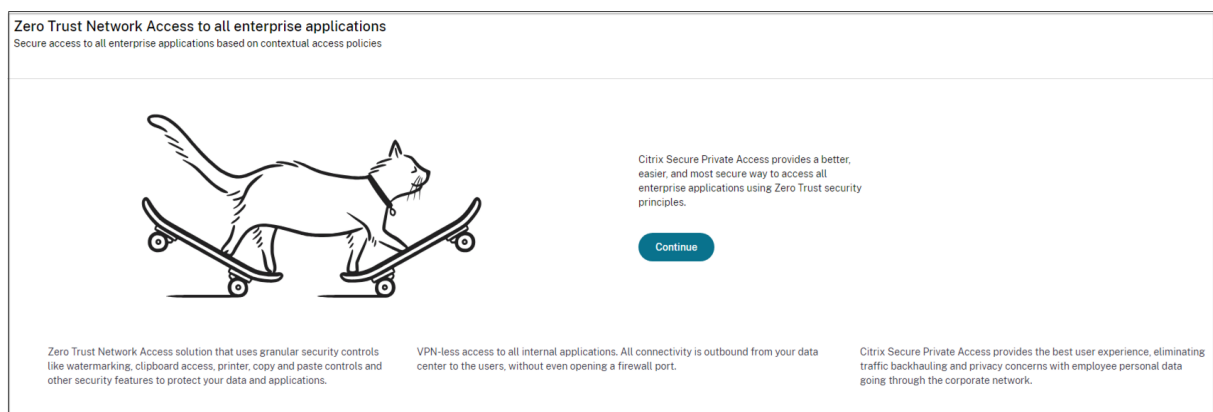 Zero Trust Network Access to all enterprise applications
Secure access to all enterprise applications based on contextual access policies
Citrix Secure Private Access provides a better,
easier, and most secure way to access all
enterprise applications using Zero Trust security
principles.
Continue
Zero Trust Network Access solution that uses granular security controls
like watermarking, clipboard access, printer, copy and paste controls and
other security features to protect your data and applications.
VPN-less access to all internal applications. All connectivity is outbound from your data
center to the users, without even opening a firewall port.
Citrix Secure Private Access provides the best user experience, eliminating
traffic backhauling and privacy concerns with employee personal data
going through the corporate network.